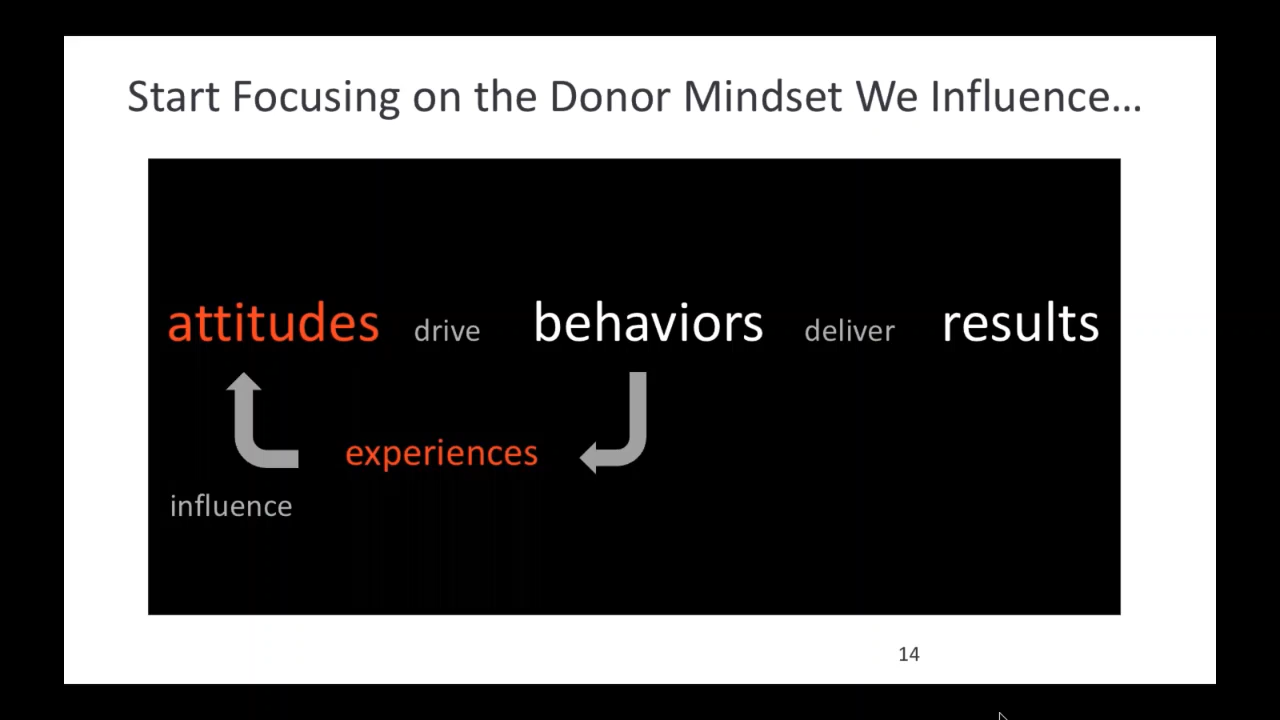 Start Focusing on the Donor Mindset We Influence...
attitudes drive behaviors deliver results
experiences
influence
14